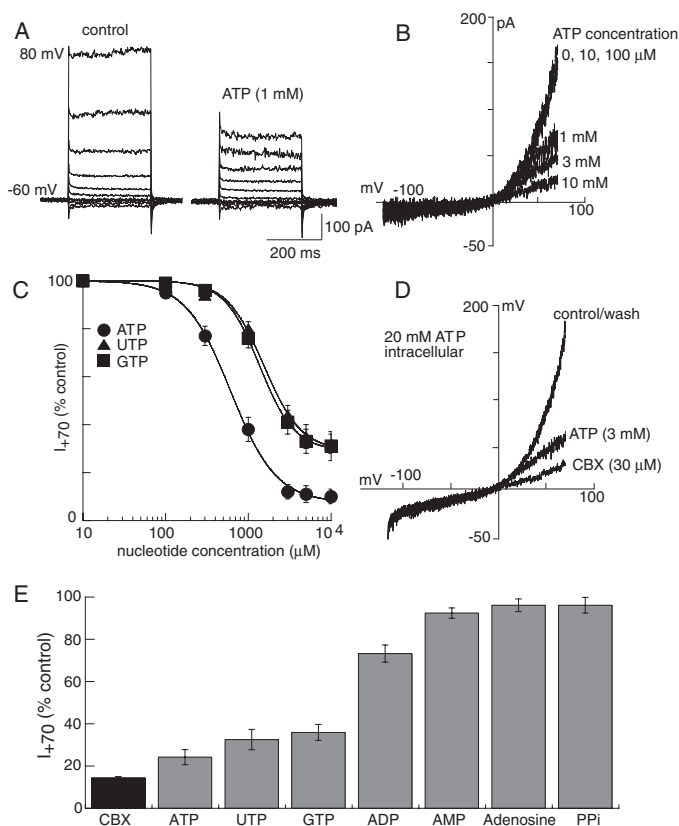 A
control
80 mV
-60 mV
ATP (1 mM)
100 pA
200 ms
B
200
pA
ATP concentration
0, 10, 100 μM
1 mM
3 mM
10 mM
mV
-100
100
-50
C
100
ATP
UTP
GTP
I+70 (% control)
0
10
100
1000
10 4
nucleotide concentration (μM)
D
200
mV
control/wash
20 mM ATP
intracellular
ATP (3 mM)
CBX (30 μM)
mV
-100
100
-50
E
I+70 (% control)
100
80
60
40
20
0
CBX ATP UTP GTP ADP AMP Adenosine PPi